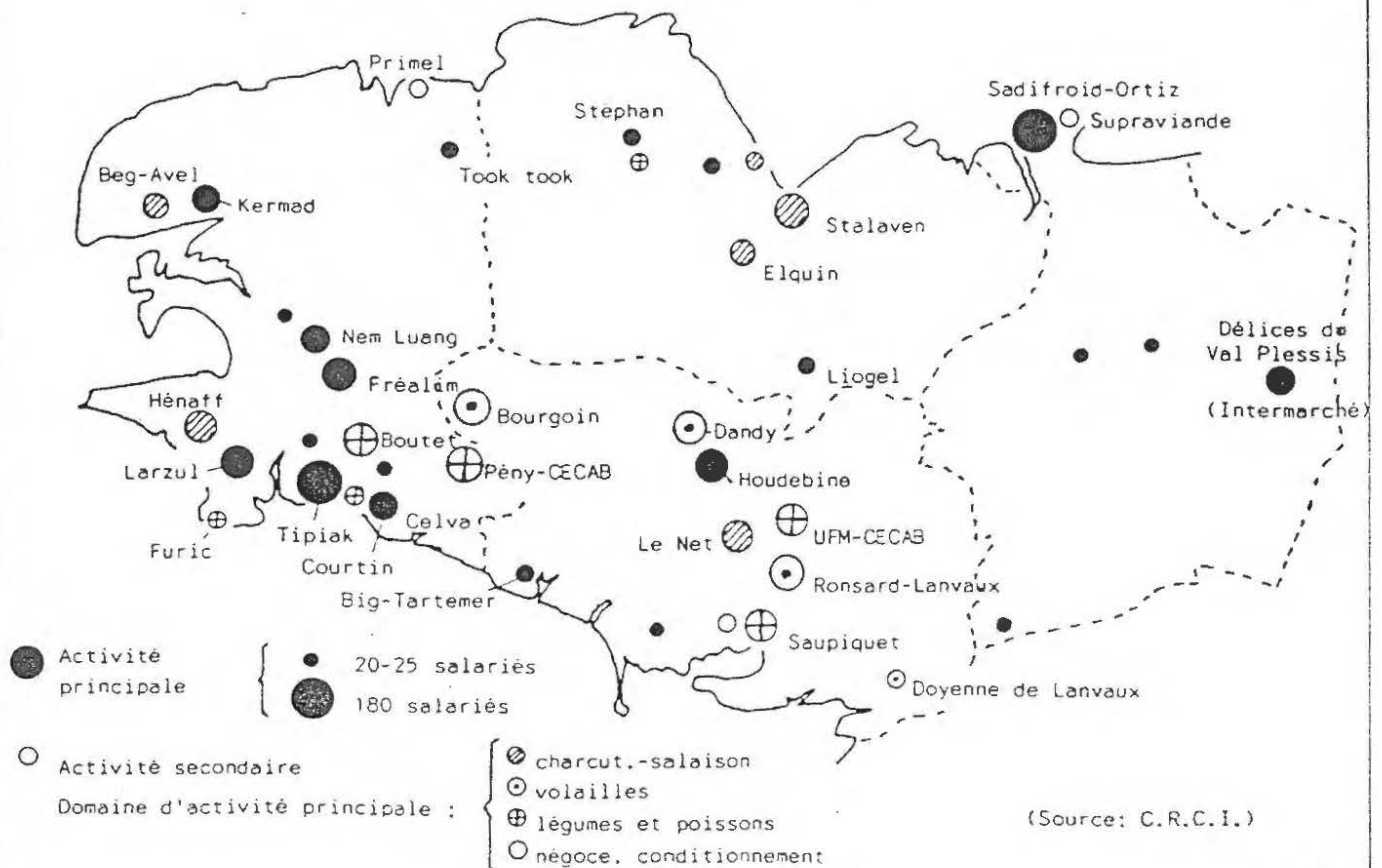 Primel
Sadifroid-Ortiz
Stéphan
Supraviande
Took took
Beg-Avel
Kermad
Stalaven
Elquin
Nem Luang
Délices de
Val Plessis
(Intermarché)
Fréalim
Liogel
Hénaff
Bourgoin
Dandy
Boutet
Larzul
Pény-CECAB
Houdebine
Celva
Tipiak
Furic
Le Net
UFM-CECAB
Courtin
Ronsard-Lanvaux
Big-Tartemer
Saupiquet
Doyenne de Lanvaux
Activité
principale
20-25 salariés
180 salariés
Activité secondaire
Domaine d'activité principale :
charcut.-salaison
volailles
légumes et poissons
négoce, conditionnement
(Source: C.R.C.I.)